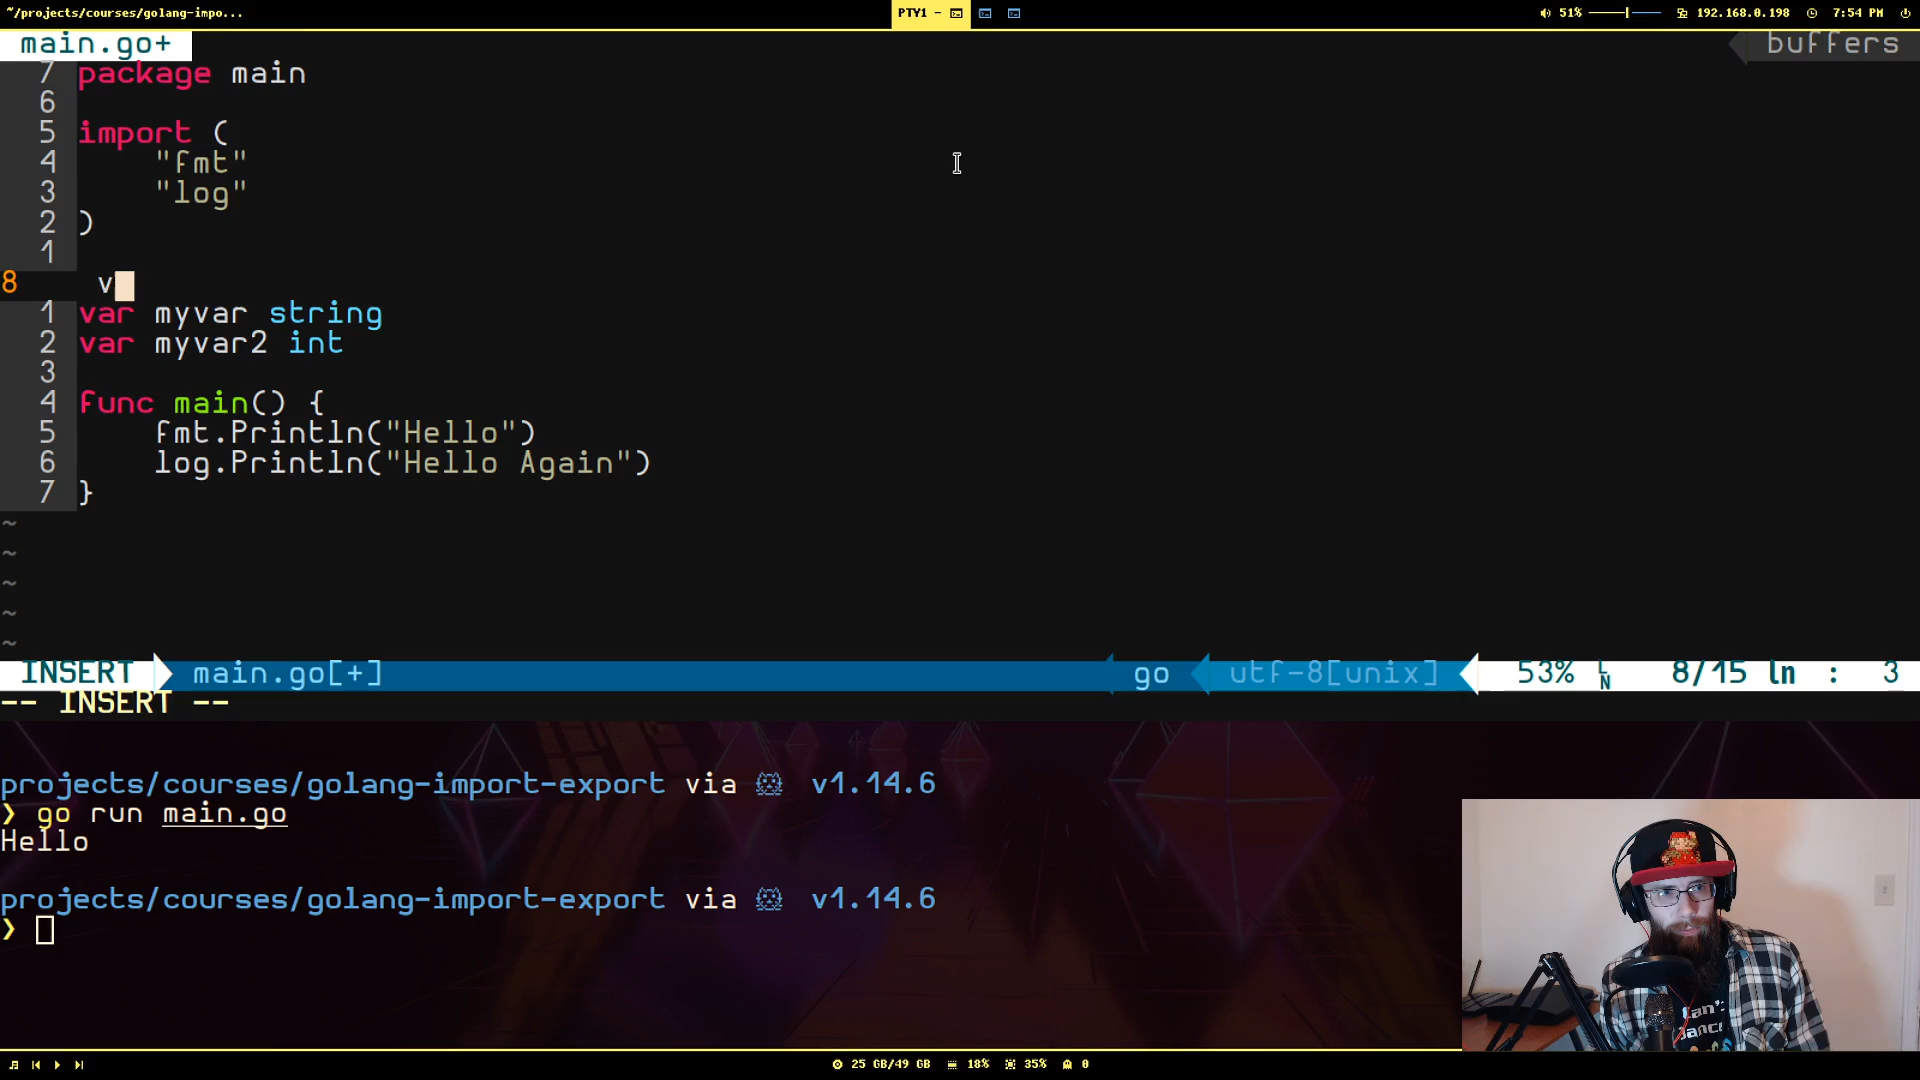 ~/projects/courses/golang-impo...
PTY1 -
51%
192.168.0.198
7:54 PM
main.go+
buffers
7 package main
6
5 import (
4 "fmt"
3 "log"
2 )
1
8 v
1 var myvar string
2 var myvar2 int
3
4 func main() {
5 fmt.Println("Hello")
6 log.Println("Hello Again")
7 }
~
~
~
~
~
INSERT main.go[+] go utf-8[unix] 53% LN 8/15 ln : 3
-- INSERT --
projects/courses/golang-import-export via v1.14.6
❯ go run main.go
Hello
projects/courses/golang-import-export via v1.14.6
❯
25 GB/49 GB 18% 35% 0